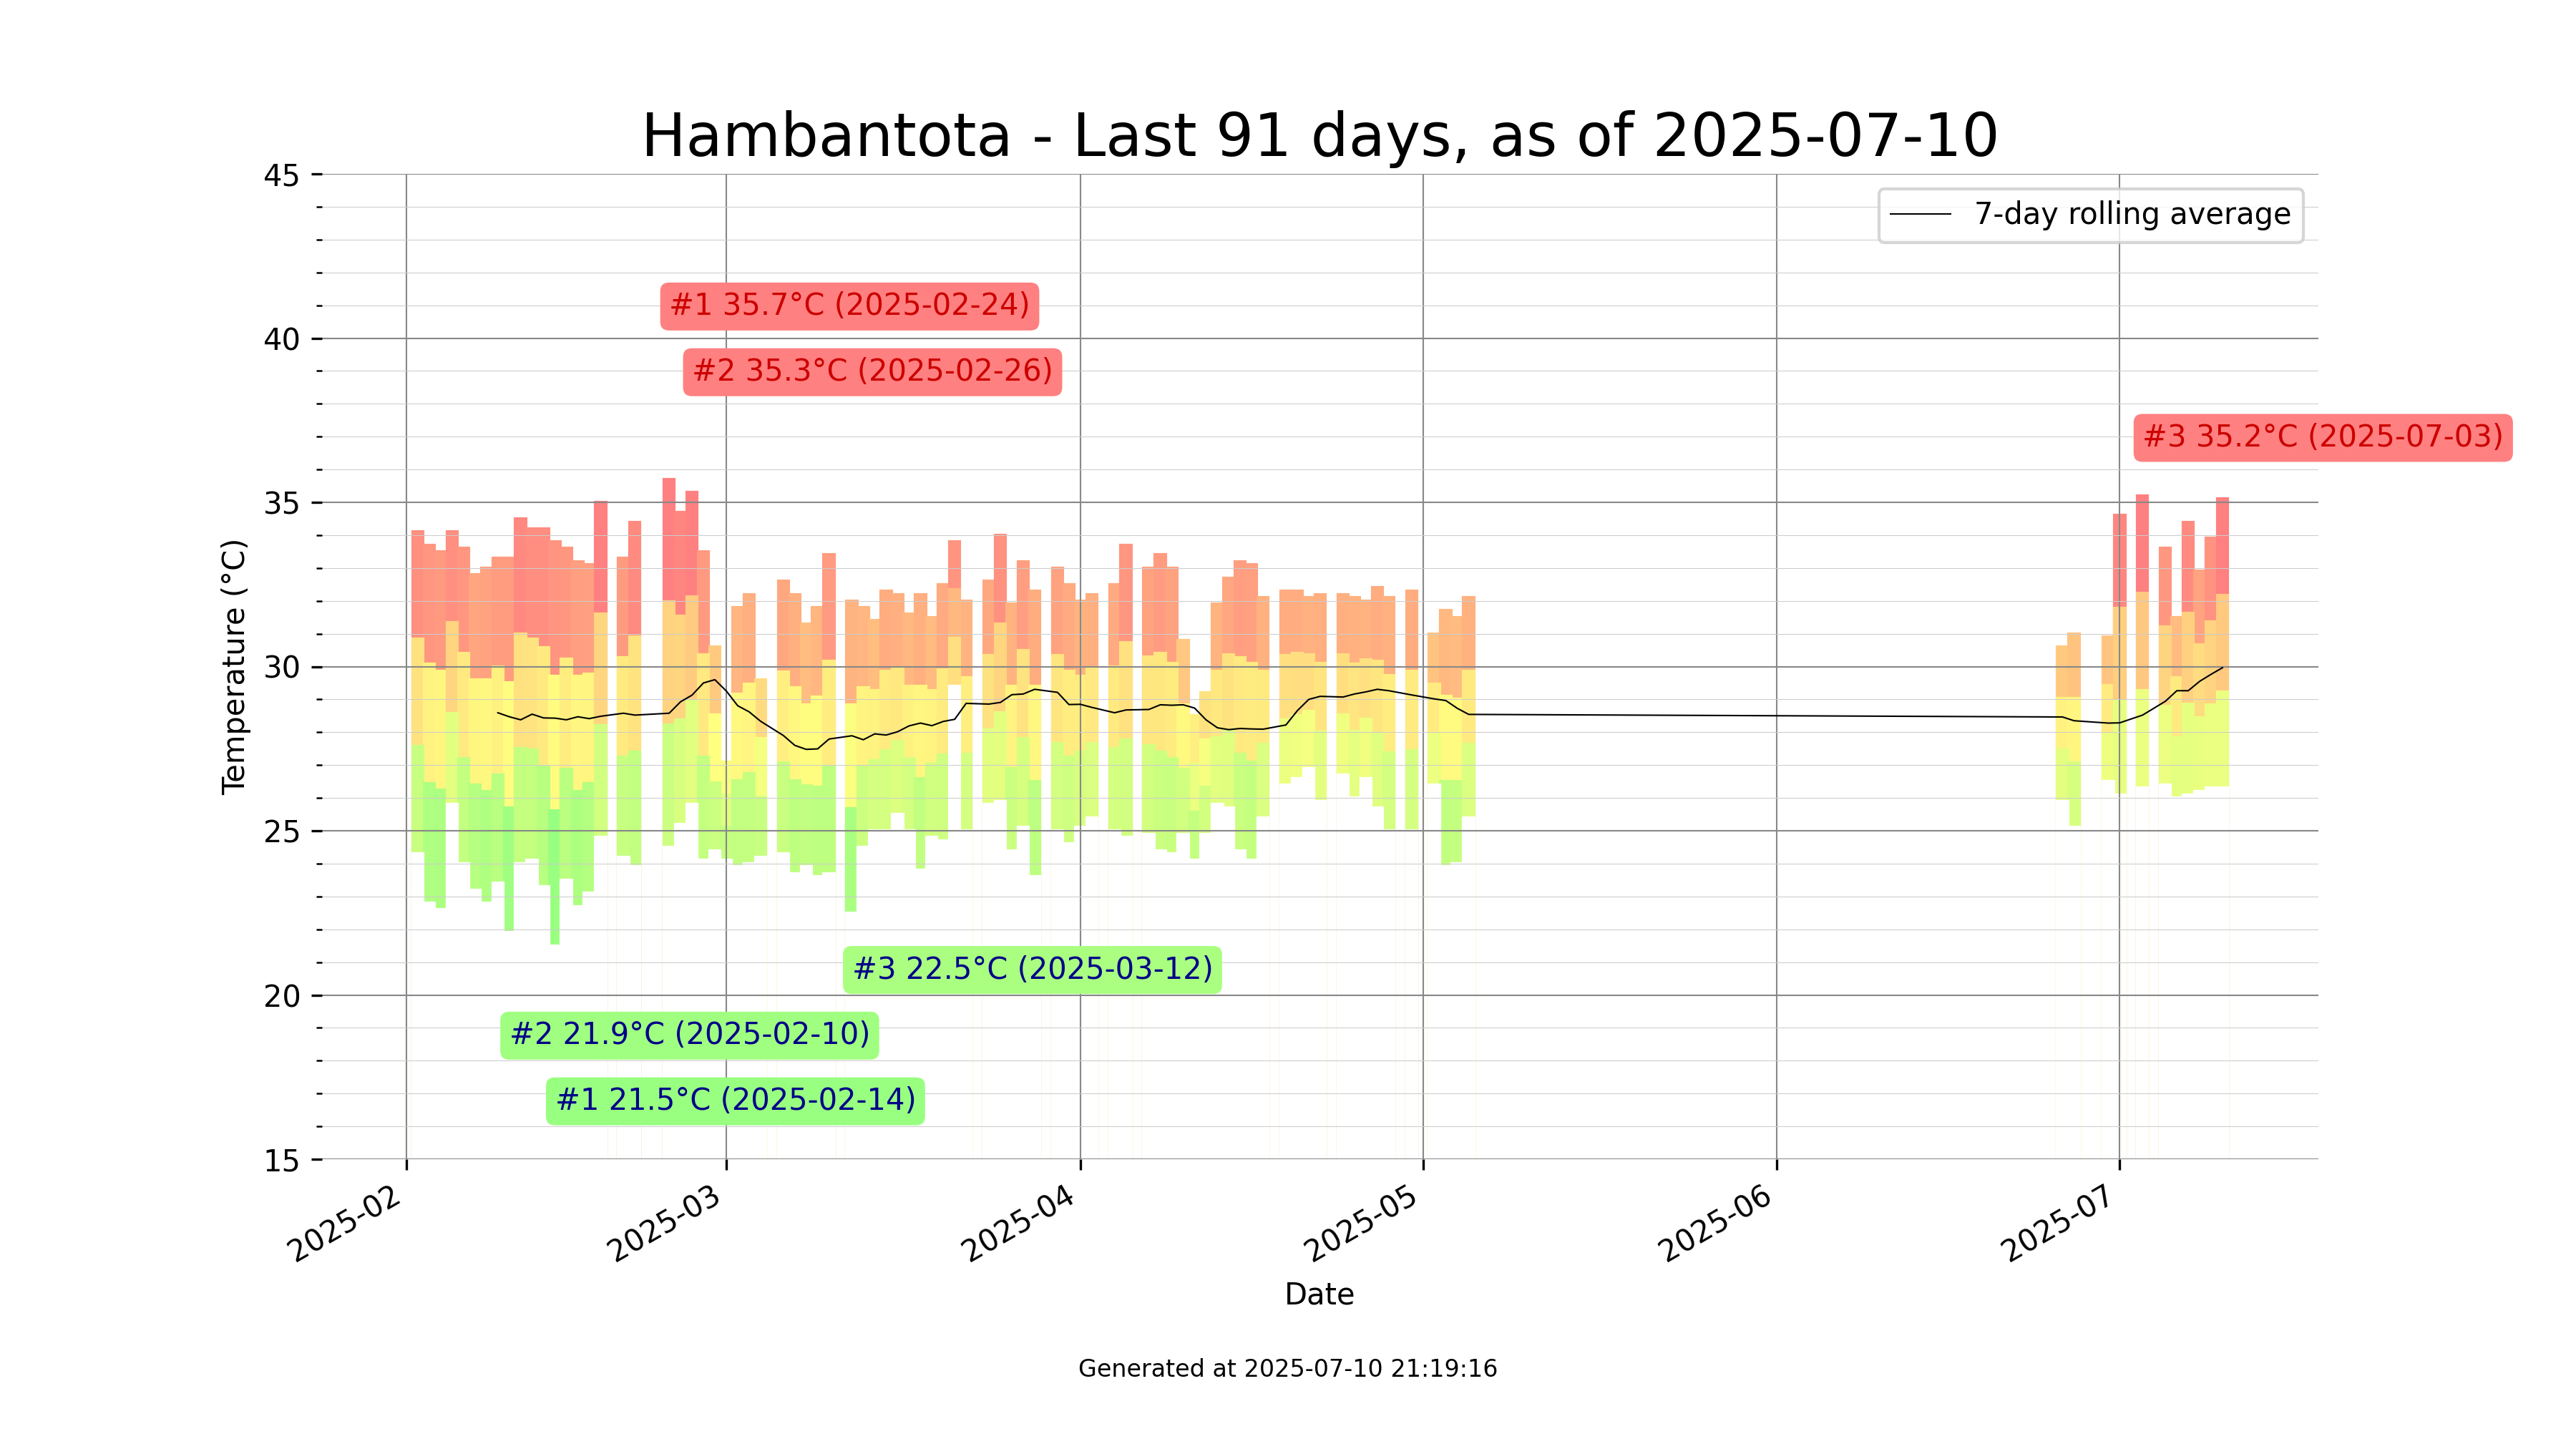 Hambantota - Last 91 days, as of 2025-07-10
45
7-day rolling average
#1 35.7°C (2025-02-24)
40
#2 35.3°C (2025-02-26)
#3 35.2°C (2025-07-03)
35
Temperature (°C)
30
25
#3 22.5°C (2025-03-12)
20
#2 21.9°C (2025-02-10)
#1 21.5°C (2025-02-14)
15
2025-02
2025-03
2025-04
2025-05
2025-06
2025-07
Date
Generated at 2025-07-10 21:19:16